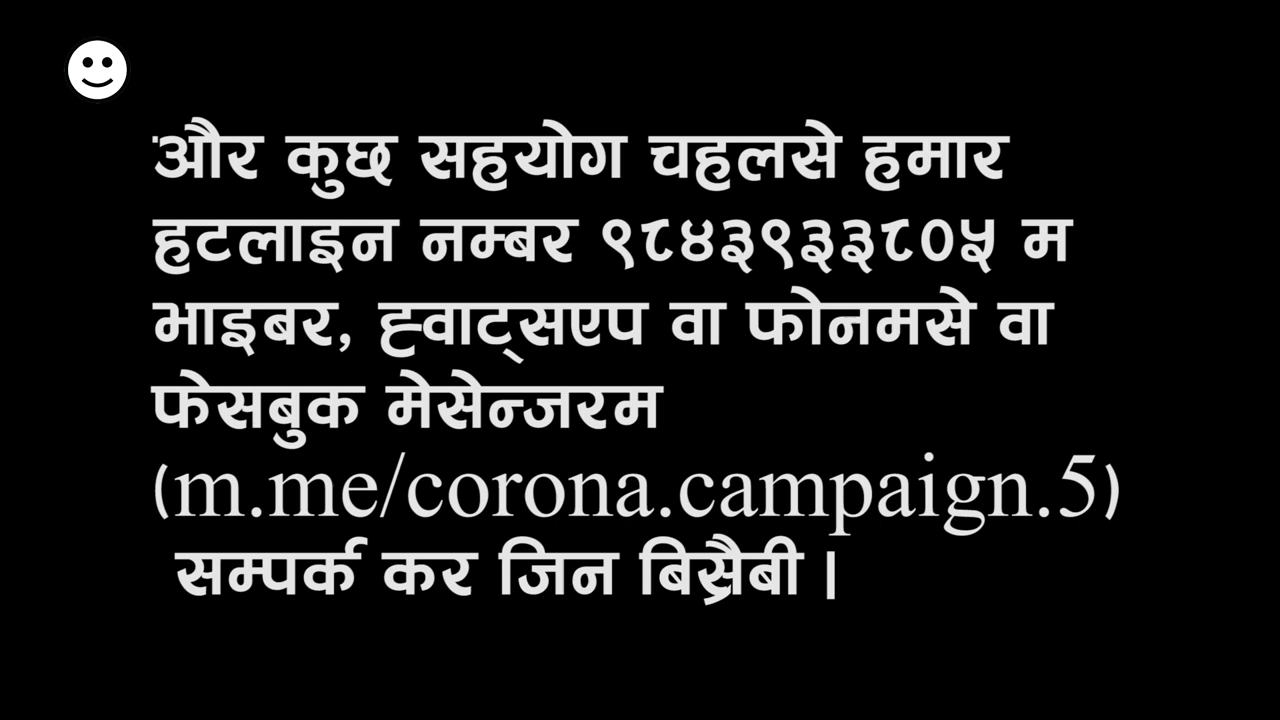 और कुछ सहयोग चहलसे हमार
हटलाइन नम्बर ९८४३९३३८०५ म
भाइबर, ह्वाट्सएप वा फोनमसे वा
फेसबुक मेसेन्जरम
(m.me/corona.campaign.5)
सम्पर्क कर जिन बिस्रैबी |